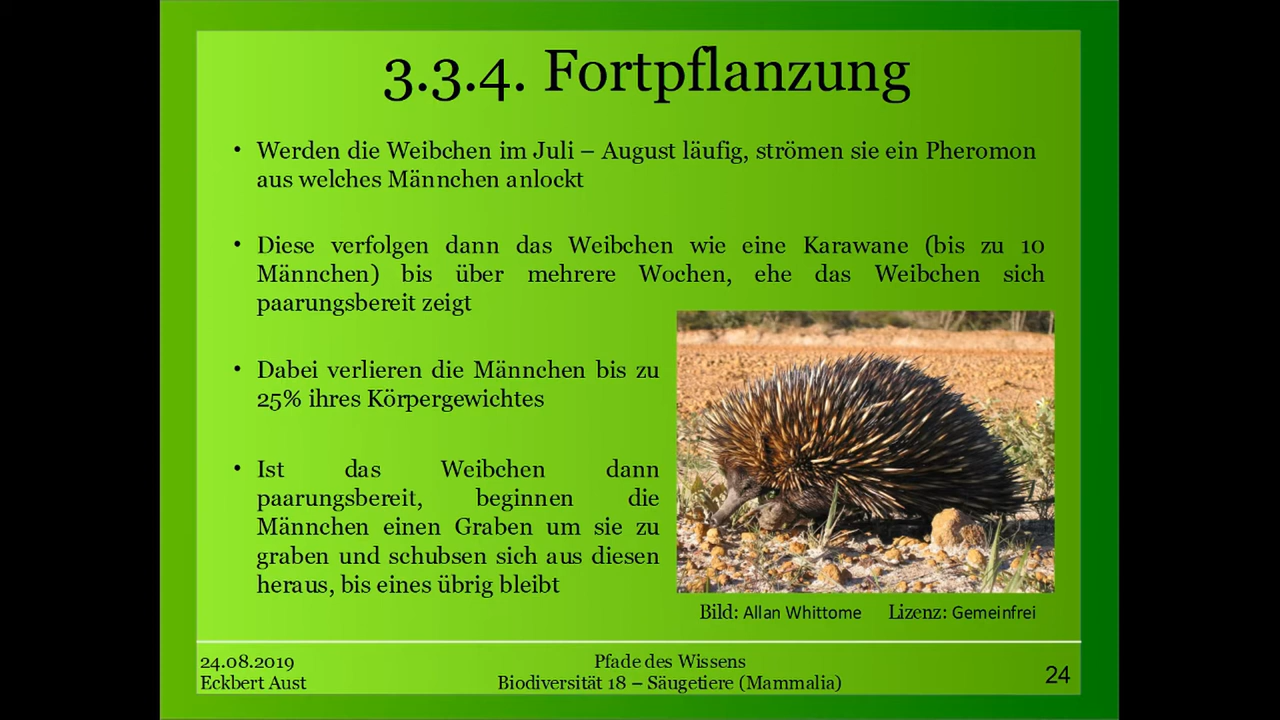 3.3.4. Fortpflanzung
• Werden die Weibchen im Juli – August läufig, strömen sie ein Pheromon
aus welches Männchen anlockt
• Diese verfolgen dann das Weibchen wie eine Karawane (bis zu 10
Männchen) bis über mehrere Wochen, ehe das Weibchen sich
paarungsbereit zeigt
• Dabei verlieren die Männchen bis zu
25% ihres Körpergewichtes
• Ist das Weibchen dann
paarungsbereit, beginnen die
Männchen einen Graben um sie zu
graben und schubsen sich aus diesen
heraus, bis eines übrig bleibt
Bild: Allan Whittome Lizenz: Gemeinfrei
24.08.2019
Eckbert Aust
Pfade des Wissens
Biodiversität 18 – Säugetiere (Mammalia)
24